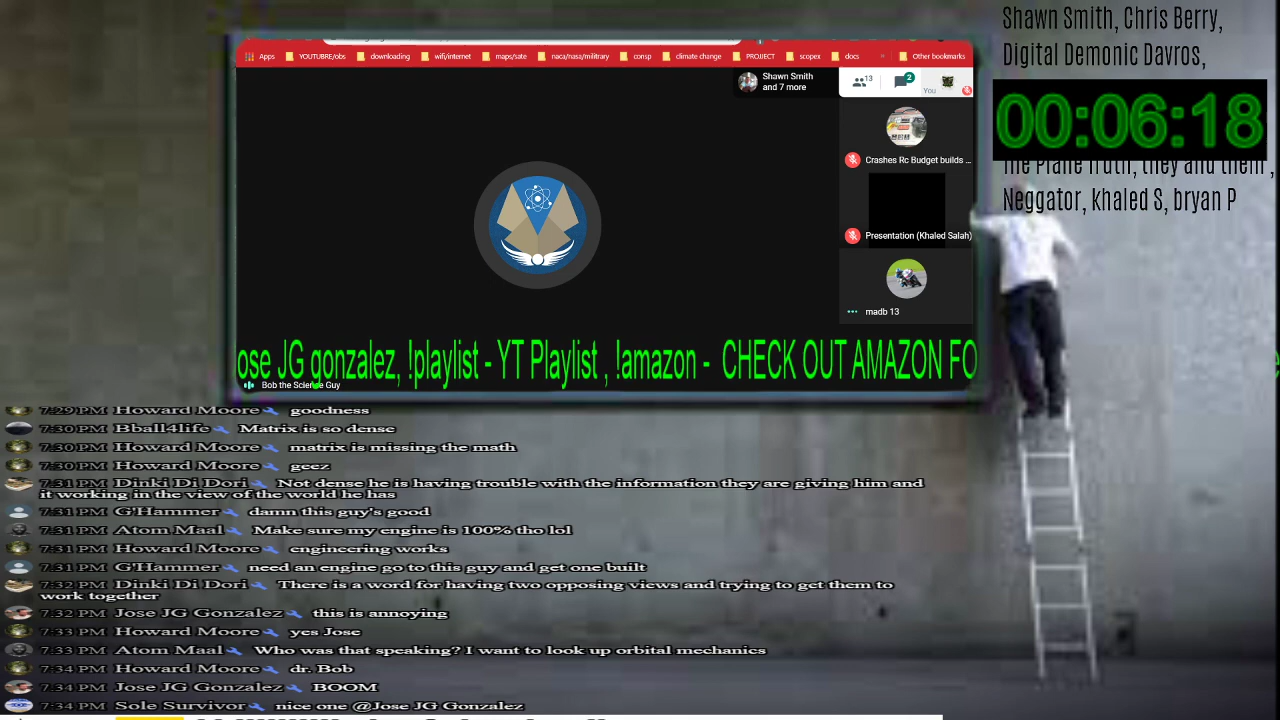 Shawn Smith, Chris Berry,
Digital Demonic Davros,
00:06:18
The Plane Truth, they and them ,
Neggator, khaled S, bryan P
Apps YOUTUBRE/obs downloading wifi/internet maps/sate naca/nasa/military consp climate change PROJECT scopex docs Other bookmarks
Shawn Smith
and 7 more
13
2
You
Crashes Rc Budget builds ...
Presentation (Khaled Salah)
madb 13
ose JG gonzalez, !playlist - YT Playlist , !amazon - CHECK OUT AMAZON FO
Bob the Science Guy
7:29 PM Howard Moore goodness
7:30 PM Bball4life Matrix is so dense
7:30 PM Howard Moore matrix is missing the math
7:30 PM Howard Moore geez
7:31 PM Dinki Di Dori Not dense he is having trouble with the information they are giving him and
it working in the view of the world he has
7:31 PM G'Hammer damn this guy's good
7:31 PM Atom Maal Make sure my engine is 100% tho lol
7:31 PM Howard Moore engineering works
7:31 PM G'Hammer need an engine go to this guy and get one built
7:32 PM Dinki Di Dori There is a word for having two opposing views and trying to get them to
work together
7:32 PM Jose JG Gonzalez this is annoying
7:33 PM Howard Moore yes Jose
7:33 PM Atom Maal Who was that speaking? I want to look up orbital mechanics
7:34 PM Howard Moore dr. Bob
7:34 PM Jose JG Gonzalez BOOM
7:34 PM Sole Survivor nice one @Jose JG Gonzalez